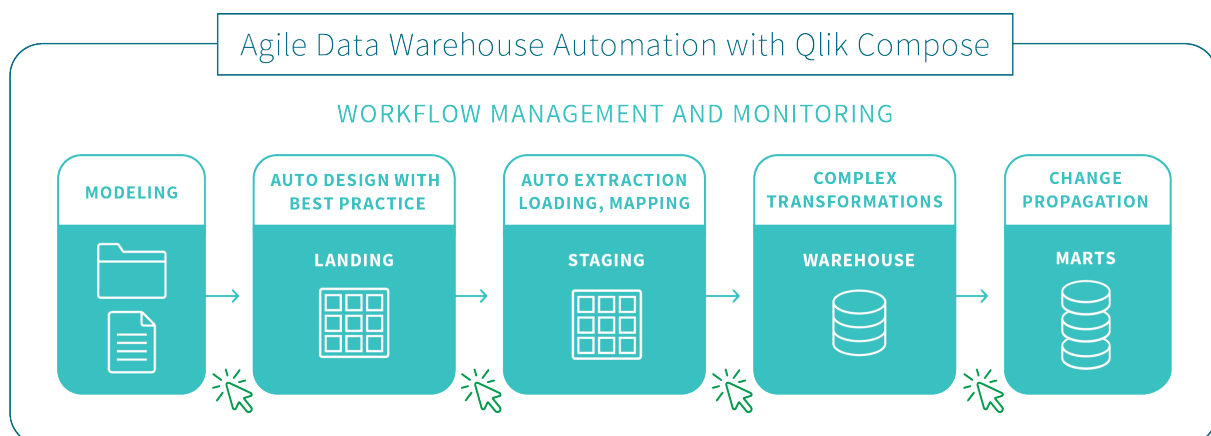 Agile Data Warehouse Automation with Qlik Compose
WORKFLOW MANAGEMENT AND MONITORING
MODELING
AUTO DESIGN WITH
BEST PRACTICE
LANDING
AUTO EXTRACTION
LOADING, MAPPING
STAGING
COMPLEX
TRANSFORMATIONS
WAREHOUSE
CHANGE
PROPAGATION
MARTS